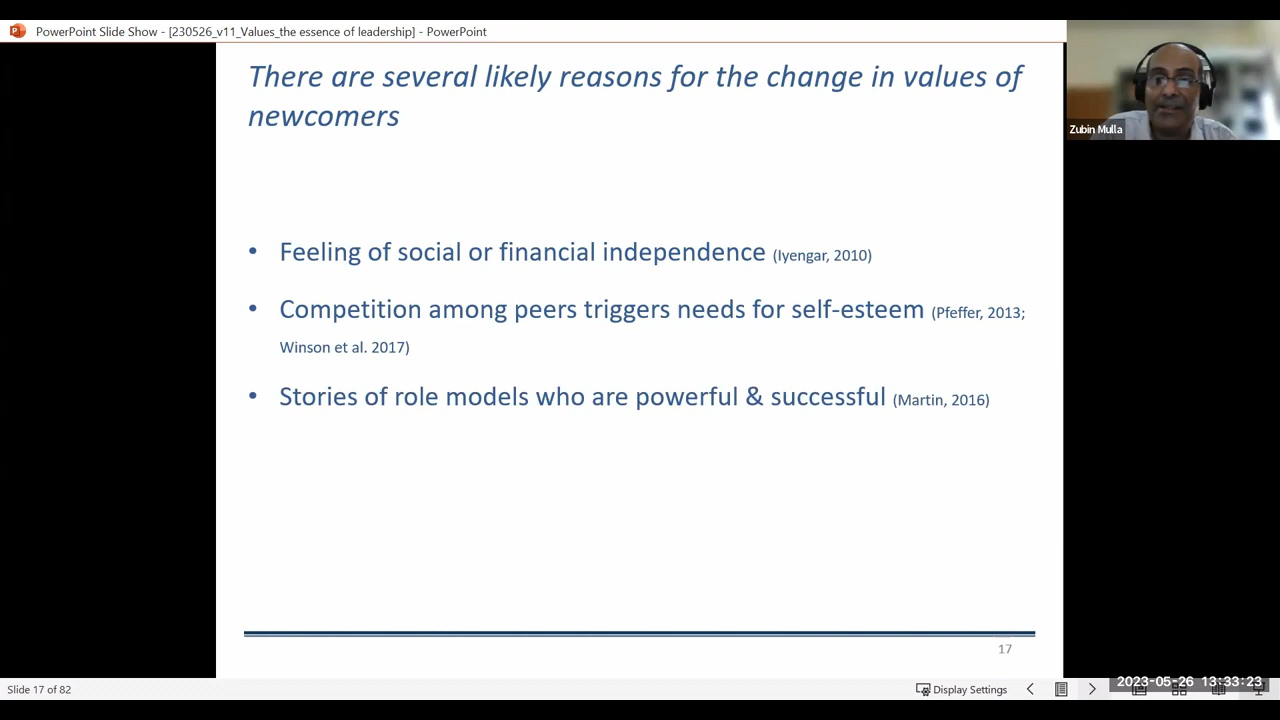 PowerPoint Slide Show - [230526_v11_Values_the essence of leadership] - PowerPoint
There are several likely reasons for the change in values of
newcomers
Zubin Mulla
• Feeling of social or financial independence (Iyengar, 2010)
• Competition among peers triggers needs for self-esteem (Pfeffer, 2013;
Winson et al. 2017)
• Stories of role models who are powerful & successful (Martin, 2016)
17
Slide 17 of 82
Display Settings
2023-05-26 13:33:23